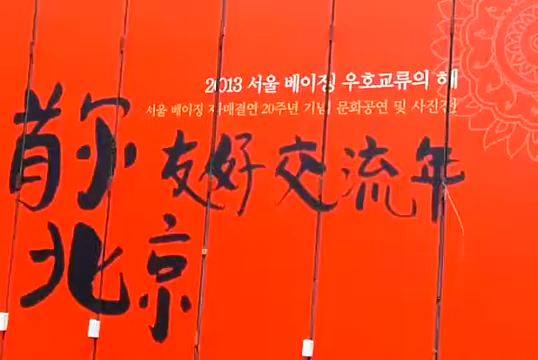 2013 서울 베이징 우호교류의 해
서울 베이징 자매결연 20주년 기념 문화공연 및 사진전
首尔 友好交流年
北京